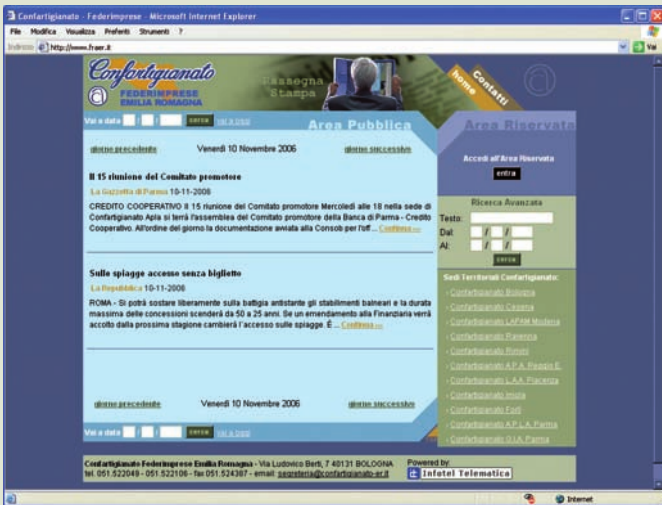 Confartigianato - Federimprese - Microsoft Internet Explorer
File Modifica Visualizza Preferiti Strumenti ?
Indirizzo http://www.fraer.it Vai
Confartigianato
FEDERIMPRESE
EMILIA ROMAGNA
Rassegna
Stampa
home
Contatti
Vai a data / / cerca vai a oggi
Area Pubblica
Area Riservata
giorno precedente Venerdì 10 Novembre 2006 giorno successivo
Il 15 riunione del Comitato promotore
La Gazzetta di Parma 10-11-2006
CREDITO COOPERATIVO Il 15 riunione del Comitato promotore Mercoledì alle 18 nella sede di
Confartigianato Apla si terrà l'assemblea del Comitato promotore della Banca di Parma - Credito
Cooperativo. All'ordine del giorno la documentazione avviata alla Consob per l'off ... Continua >>>
Sulle spiagge accesso senza biglietto
La Repubblica 10-11-2006
ROMA - Si potrà sostare liberamente sulla battigia antistante gli stabilimenti balneari e la durata
massima delle concessioni scenderà da 50 a 25 anni. Se un emendamento alla Finanziaria verrà
accolto dalla prossima stagione cambierà l'accesso sulle spiagge. È ... Continua >>>
giorno precedente Venerdì 10 Novembre 2006 giorno successivo
Vai a data / / cerca vai a oggi
Accedi all'Area Riservata
entra
Ricerca Avanzata
Testo:
Dal: / /
Al: / /
cerca
Sedi Territoriali Confartigianato:
- Confartigianato Bologna
- Confartigianato Cesena
- Confartigianato LAPAM Modena
- Confartigianato Ravenna
- Confartigianato Rimini
- Confartigianato A.P.A. Reggio E.
- Confartigianato L.A.A. Piacenza
- Confartigianato Imola
- Confartigianato Forlì
- Confartigianato A.P.L.A. Parma
- Confartigianato G.I.A. Parma
Confartigianato Federimprese Emilia Romagna - Via Ludovico Berti, 7 40131 BOLOGNA
tel. 051.522049 - 051.522106 - fax 051.524387 - email: segreteria@confartigianato-er.it
Powered by:
Infotel Telematica
Internet